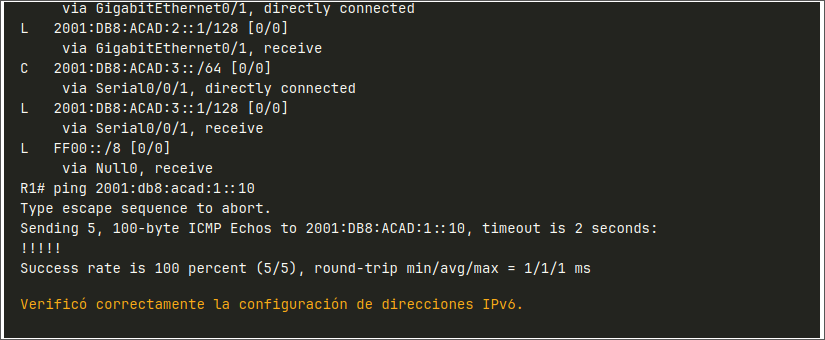 via GigabitEthernet0/1, directly connected
L   2001:DB8:ACAD:2::1/128 [0/0]
     via GigabitEthernet0/1, receive
C   2001:DB8:ACAD:3::/64 [0/0]
     via Serial0/0/1, directly connected
L   2001:DB8:ACAD:3::1/128 [0/0]
     via Serial0/0/1, receive
L   FF00::/8 [0/0]
     via Null0, receive
R1# ping 2001:db8:acad:1::10
Type escape sequence to abort.
Sending 5, 100-byte ICMP Echos to 2001:DB8:ACAD:1::10, timeout is 2 seconds:
!!!!!
Success rate is 100 percent (5/5), round-trip min/avg/max = 1/1/1 ms
Verificó correctamente la configuración de direcciones IPv6.